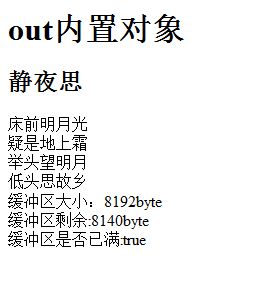 out内置对象
静夜思
床前明月光
疑是地上霜
举头望明月
低头思故乡
缓冲区大小：8192byte
缓冲区剩余:8140byte
缓冲区是否已满:true